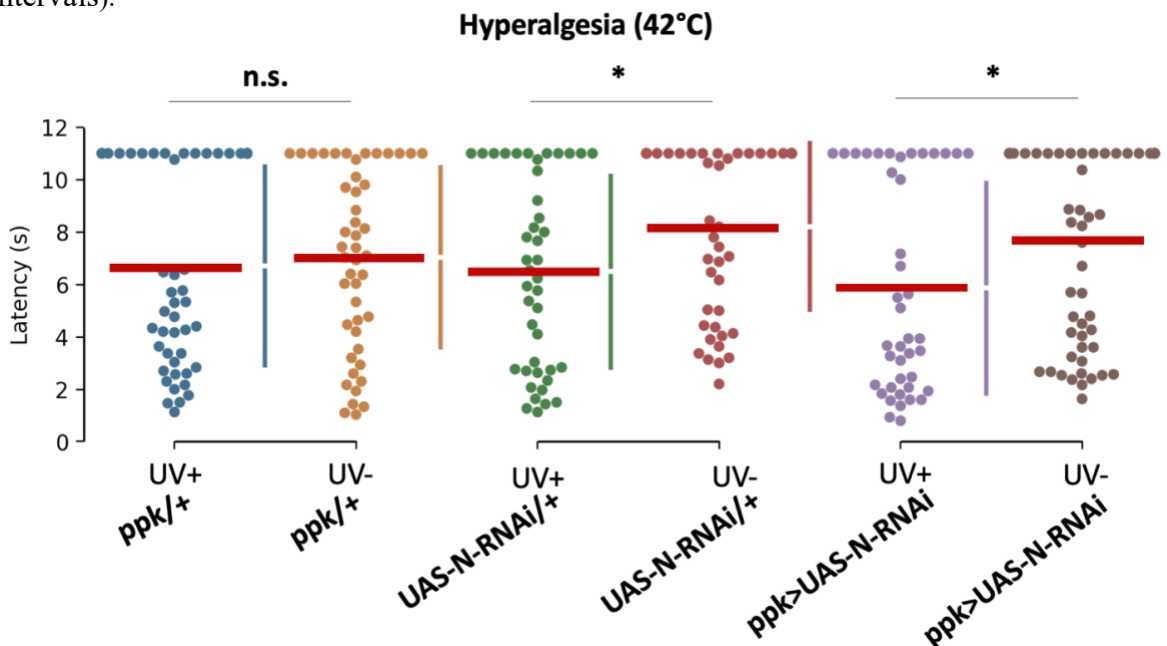 ntervals).
Hyperalgesia (42°C)
n.s. * *
Latency (s)
12
10
8
6
4
2
0
UV+ UV- UV+ UV- UV+ UV-
ppk/+ ppk/+ UAS-N-RNAi/+ UAS-N-RNAi/+ ppk>UAS-N-RNAi ppk>UAS-N-RNAi